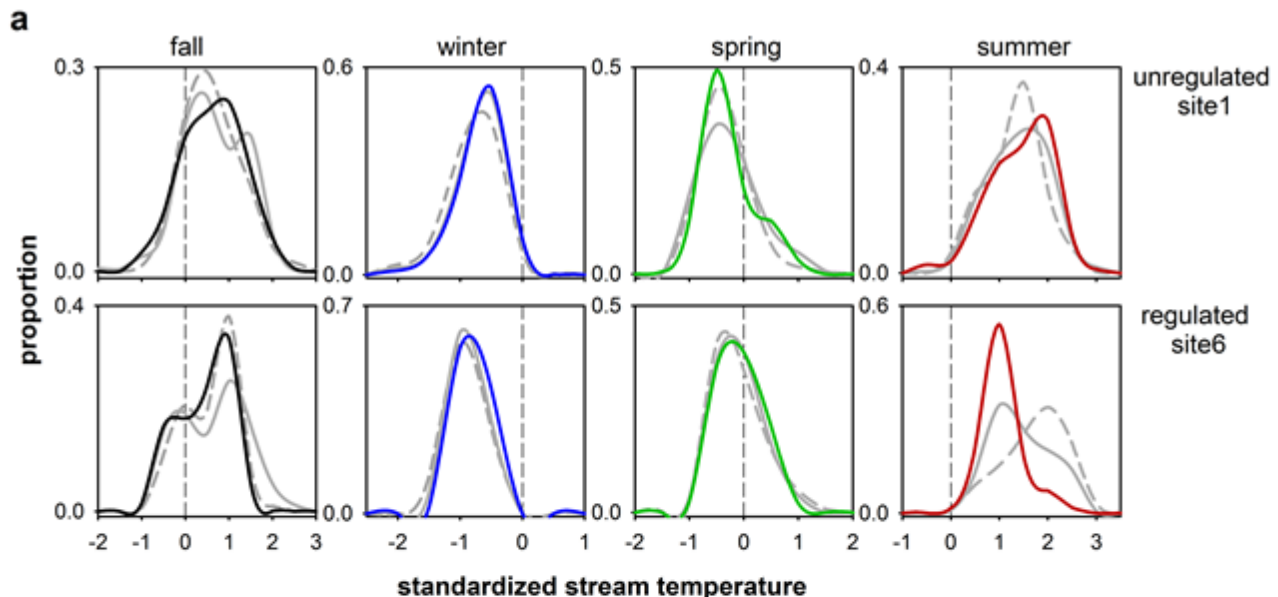 a
fall winter spring summer
0.3 0.6 0.5 0.4
unregulated
site1
0.0 0.0 0.0 0.0
proportion
0.4 0.7 0.5 0.6
regulated
site6
0.0 0.0 0.0 0.0
-2 -1 0 1 2 3 -2 -1 0 1 -2 -1 0 1 2 -1 0 1 2 3
standardized stream temperature